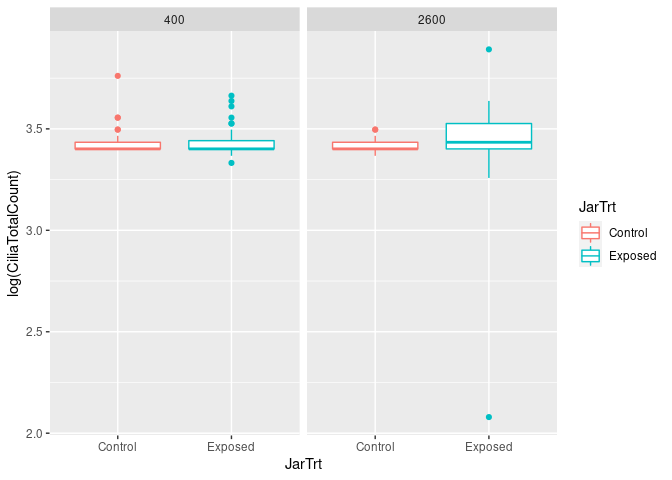 400 2600
log(CiliaTotalCount)
3.5
3.0
2.5
2.0
Control Exposed Control Exposed
JarTrt
JarTrt
Control
Exposed